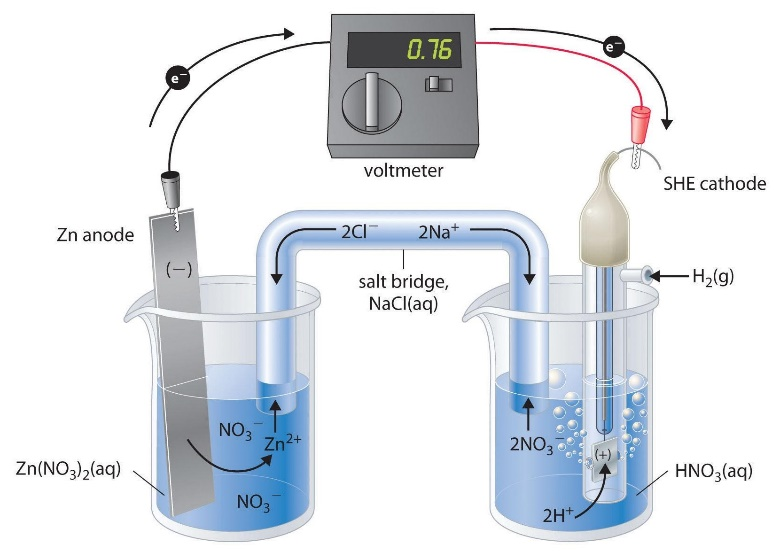 0.76
e⁻
e⁻
voltmeter
SHE cathode
Zn anode
2Cl⁻
2Na⁺
(−)
salt bridge,
NaCl(aq)
H₂(g)
NO₃⁻
Zn²⁺
2NO₃⁻
(+)
Zn(NO₃)₂(aq)
HNO₃(aq)
NO₃⁻
2H⁺